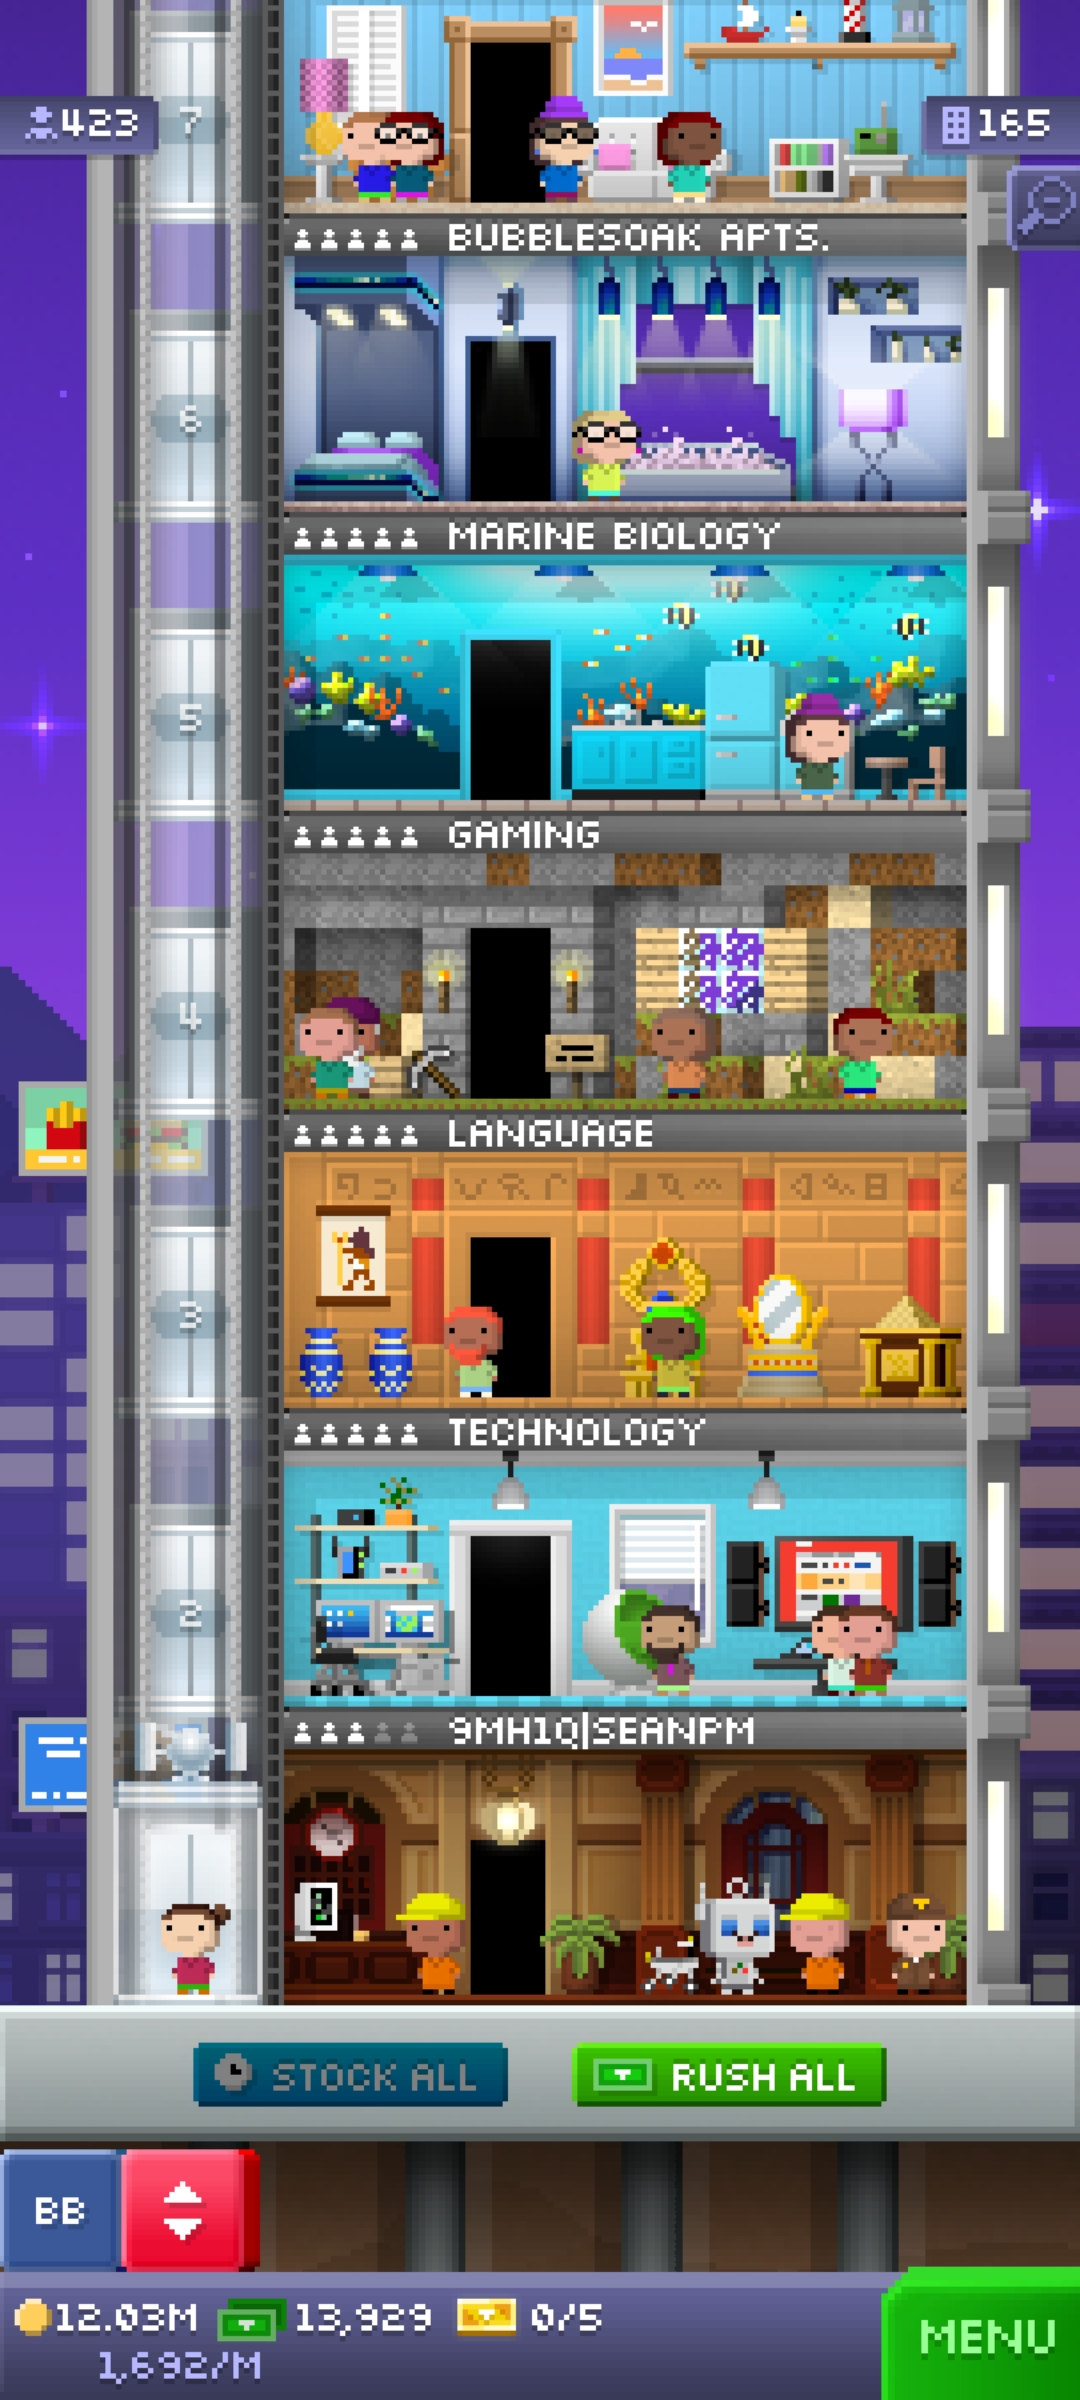 423
7
165
BUBBLESOAK APTS.
6
MARINE BIOLOGY
5
GAMING
4
LANGUAGE
3
TECHNOLOGY
2
9MH1Q|SEANPM
STOCK ALL
RUSH ALL
BB
12.03M 13,929 0/5
1,692/M
MENU